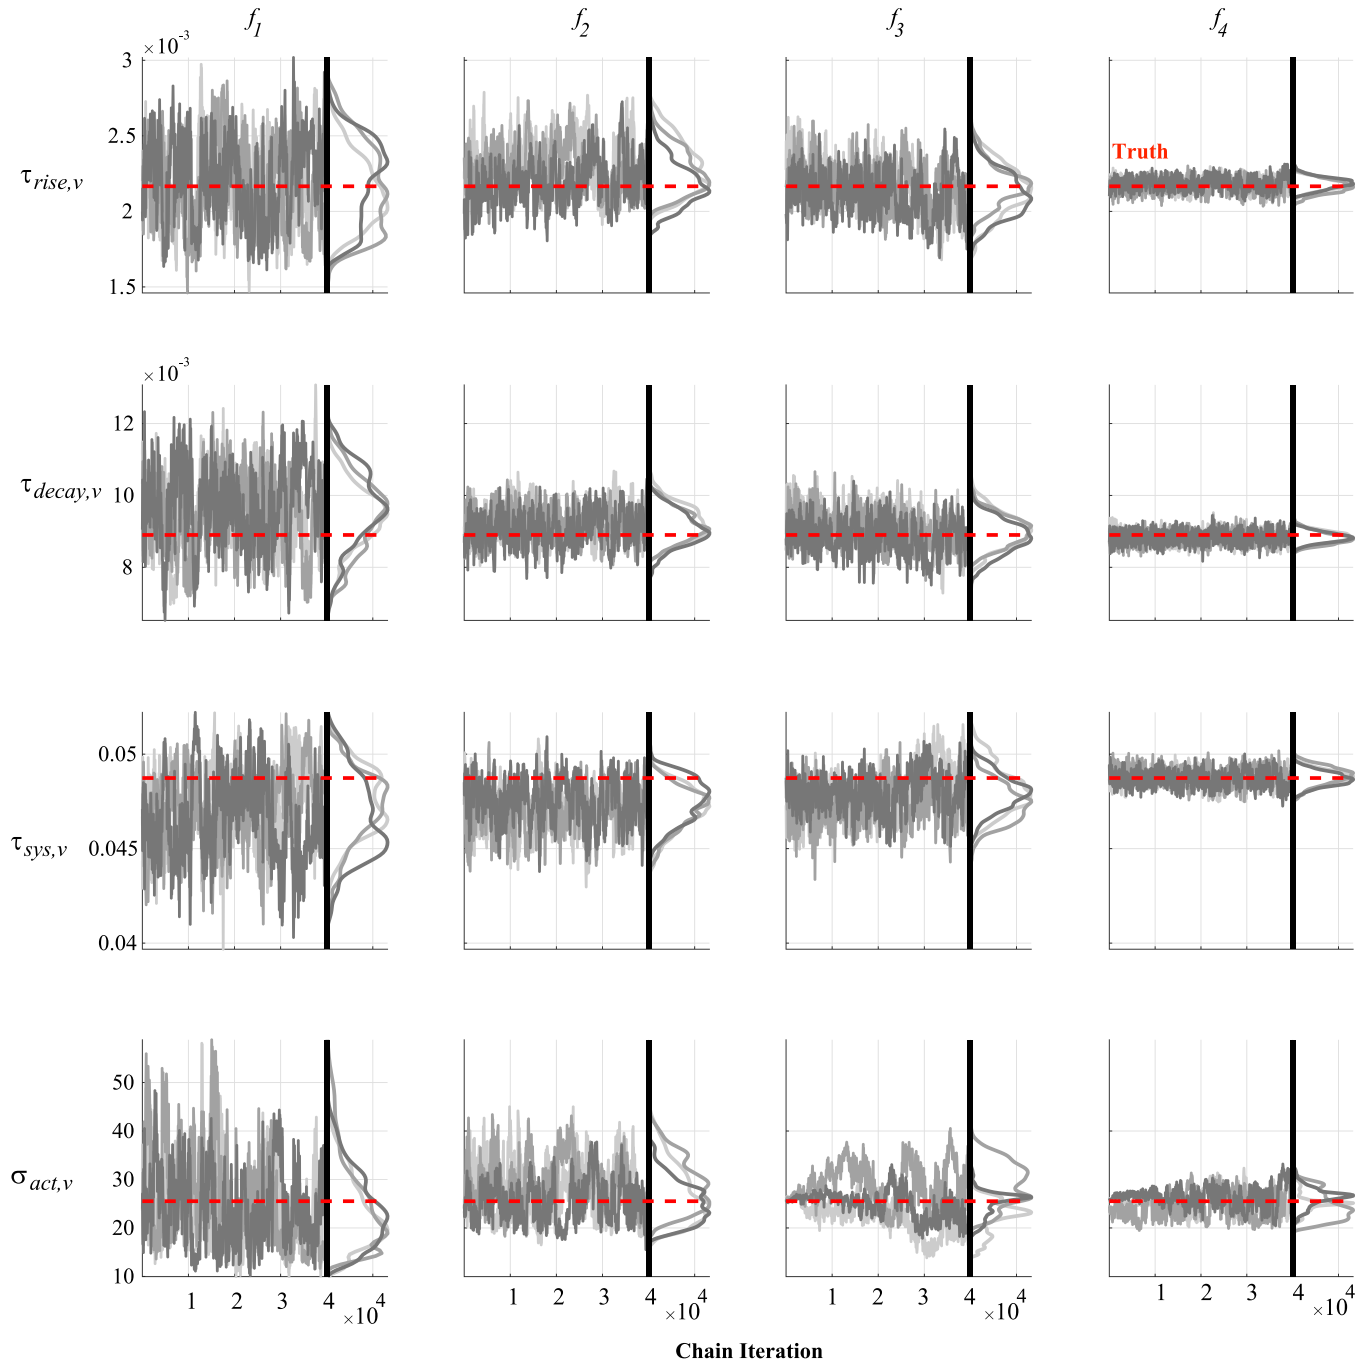 f1 f2 f3 f4
×10-3
3
2.5
2
1.5
τrise,v
Truth
×10-3
12
10
8
τdecay,v
0.05
0.045
0.04
τsys,v
50
40
30
20
10
σact,v
1 2 3 4 1 2 3 4 1 2 3 4 1 2 3 4
×104 ×104 ×104 ×104
Chain Iteration